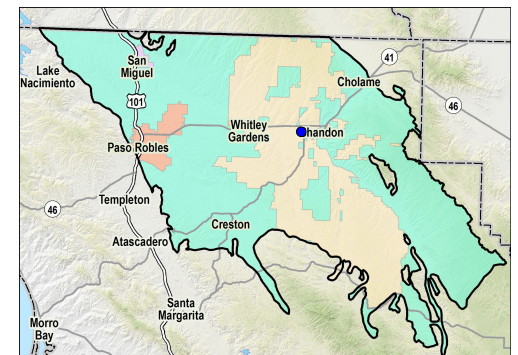 41
San
Miguel
Lake
Nacimiento
Cholame
101
46
Whitley
Gardens
handon
Paso Robles
Templeton
46
Creston
Atascadero
Santa
Margarita
Morro
Bay